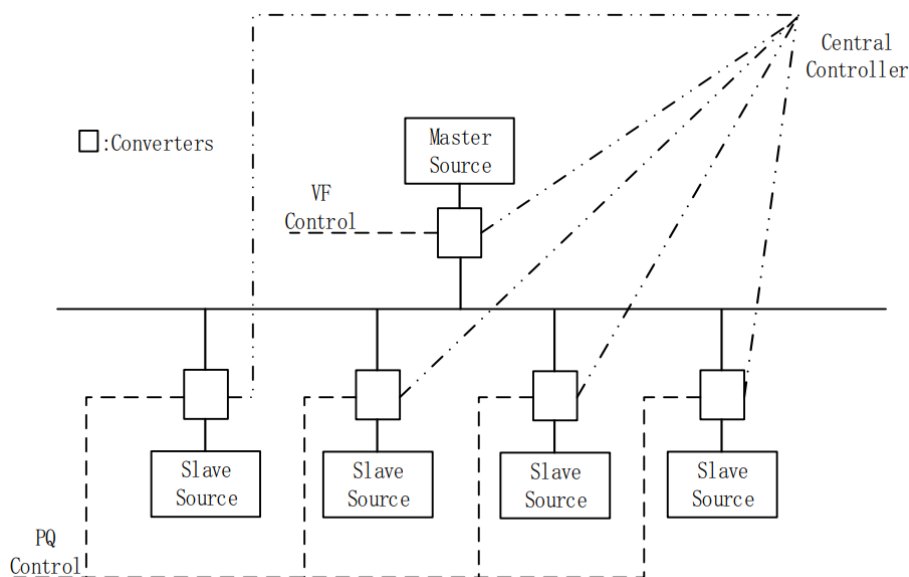 Central
Controller
Master
Source
:Converters
VF
Control
Slave
Source
Slave
Source
Slave
Source
Slave
Source
PQ
Control